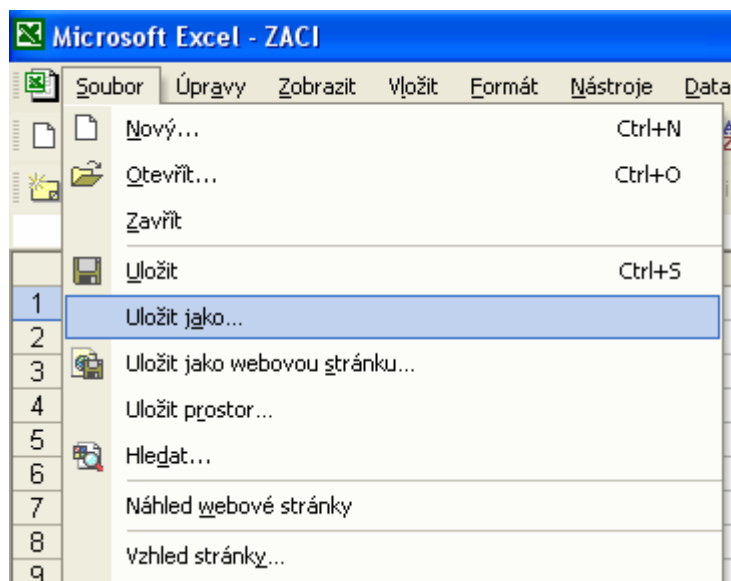 Microsoft Excel - ZACI
Soubor Úpravy Zobrazit Vložit Formát Nástroje Data
Nový... Ctrl+N
Otevřít... Ctrl+O
Zavřít
Uložit Ctrl+S
1
Uložit jako...
2
3 Uložit jako webovou stránku...
4 Uložit prostor...
5
Hledat...
6
7 Náhled webové stránky
8
Vzhled stránky...
9